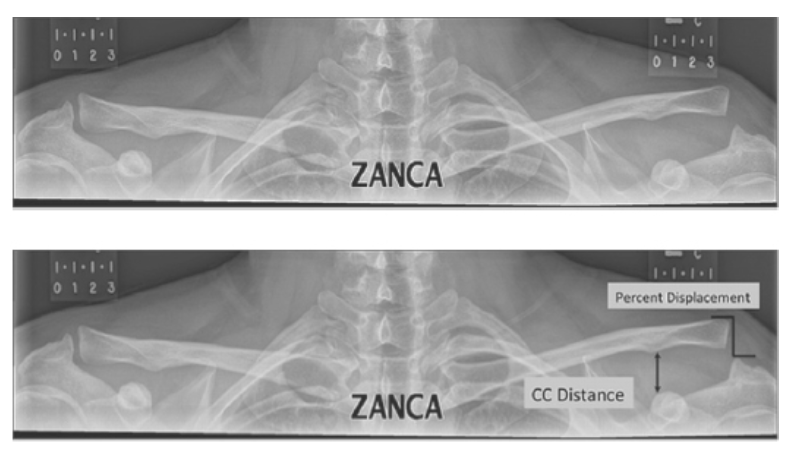 C
0 1 2 3
0 1 2 3
ZANCA
C
0 1 2 3
Percent Displacement
CC Distance
ZANCA